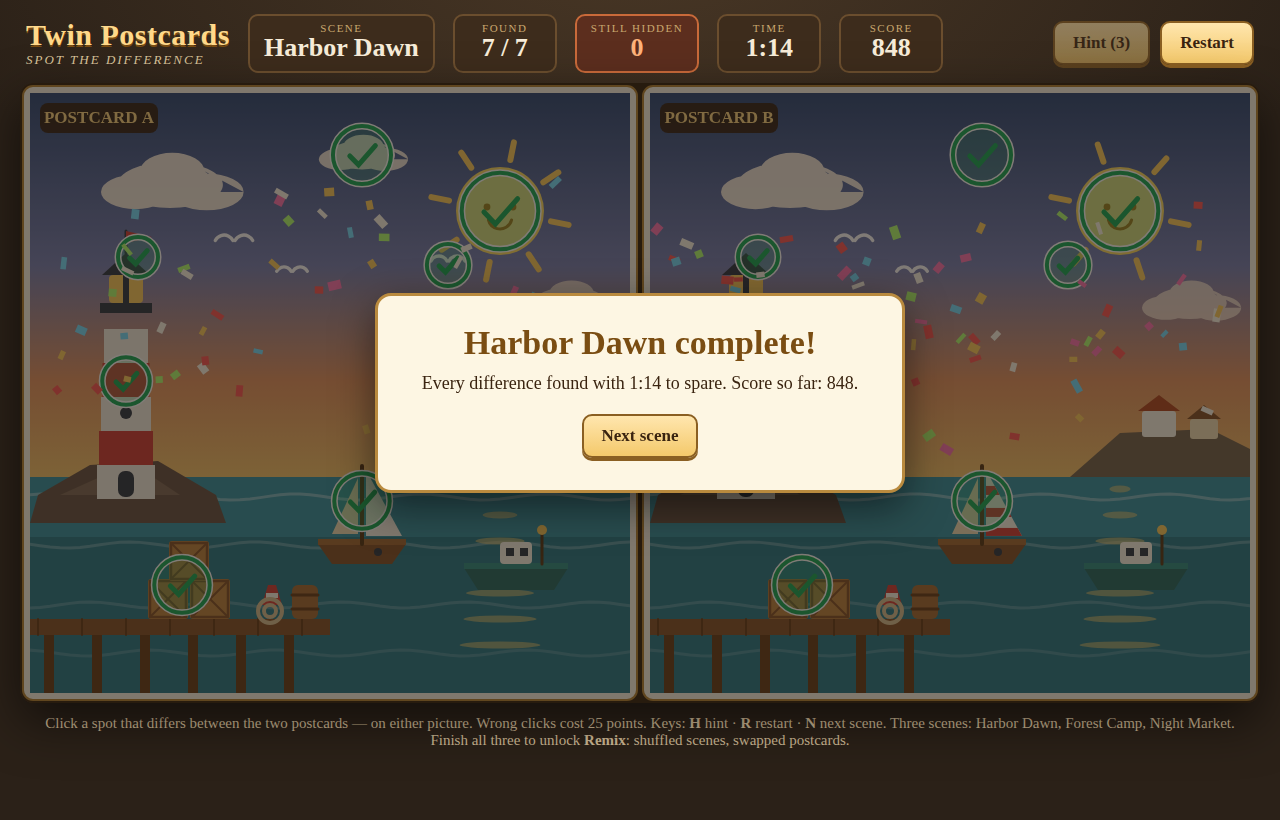 Twin Postcards
SPOT THE DIFFERENCE
SCENE
Harbor Dawn
FOUND
7 / 7
STILL HIDDEN
0
TIME
1:14
SCORE
848
Hint (3)
Restart
POSTCARD A
POSTCARD B
Harbor Dawn complete!
Every difference found with 1:14 to spare. Score so far: 848.
Next scene
Click a spot that differs between the two postcards — on either picture. Wrong clicks cost 25 points. Keys: H hint · R restart · N next scene. Three scenes: Harbor Dawn, Forest Camp, Night Market.
Finish all three to unlock Remix: shuffled scenes, swapped postcards.